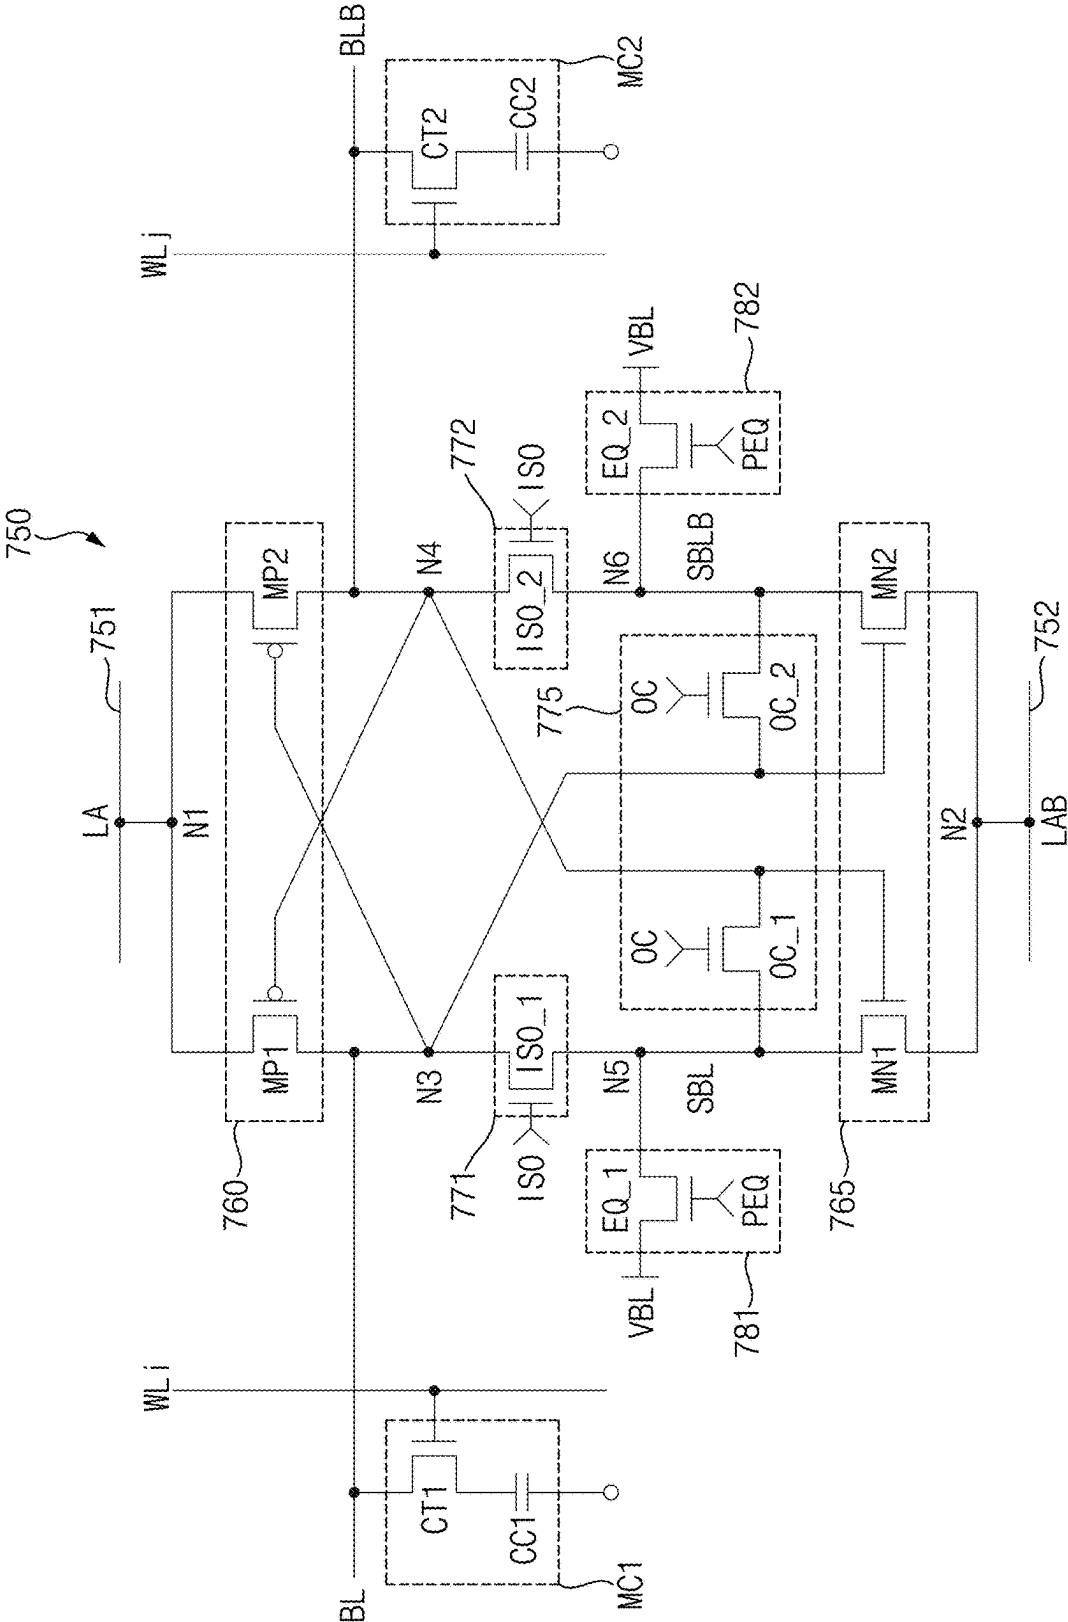 750
LA
751
N1
MP1
MP2
760
BL
BLB
WLi
WLj
CT1
CC1
MC1
CT2
CC2
MC2
N3
N4
771
ISO
ISO_1
772
ISO
ISO_2
N5
N6
SBL
SBLB
VBL
EQ_1
PEQ
781
VBL
EQ_2
PEQ
782
775
OC
OC_1
OC
OC_2
765
MN1
MN2
N2
LAB
752